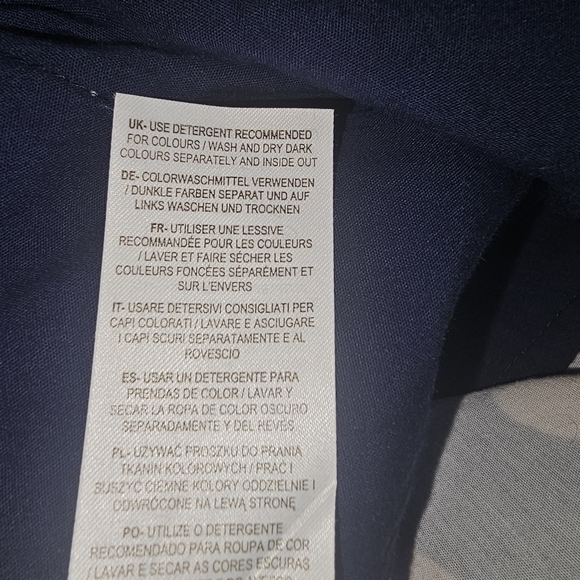 UK- USE DETERGENT RECOMMENDED
FOR COLOURS / WASH AND DRY DARK
COLOURS SEPARATELY AND INSIDE OUT
DE- COLORWASCHMITTEL VERWENDEN
/ DUNKLE FARBEN SEPARAT UND AUF
LINKS WASCHEN UND TROCKNEN
FR- UTILISER UNE LESSIVE
RECOMMANDÉE POUR LES COULEURS
/ LAVER ET FAIRE SÉCHER LES
COULEURS FONCÉES SÉPARÉMENT ET
SUR L'ENVERS
IT- USARE DETERSIVI CONSIGLIATI PER
CAPI COLORATI / LAVARE E ASCIUGARE
I CAPI SCURI SEPARATAMENTE E AL
ROVESCIO
ES- USAR UN DETERGENTE PARA
PRENDAS DE COLOR / LAVAR Y
SECAR LA ROPA DE COLOR OSCURO
SEPARADAMENTE Y DEL REVÉS
PL- UŻYWAĆ PROSZKU DO PRANIA
TKANIN KOLOROWYCH / PRAĆ I
SUSZYĆ CIEMNE KOLORY ODDZIELNIE I
ODWRÓCONE NA LEWĄ STRONĘ
PO- UTILIZE O DETERGENTE
RECOMENDADO PARA ROUPA DE COR
/ LAVAR E SECAR AS CORES ESCURAS